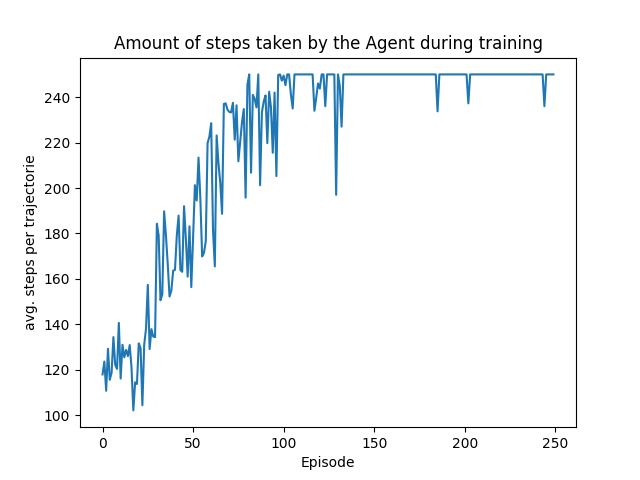 Amount of steps taken by the Agent during training
avg. steps per trajectorie
240
220
200
180
160
140
120
100
0 50 100 150 200 250
Episode